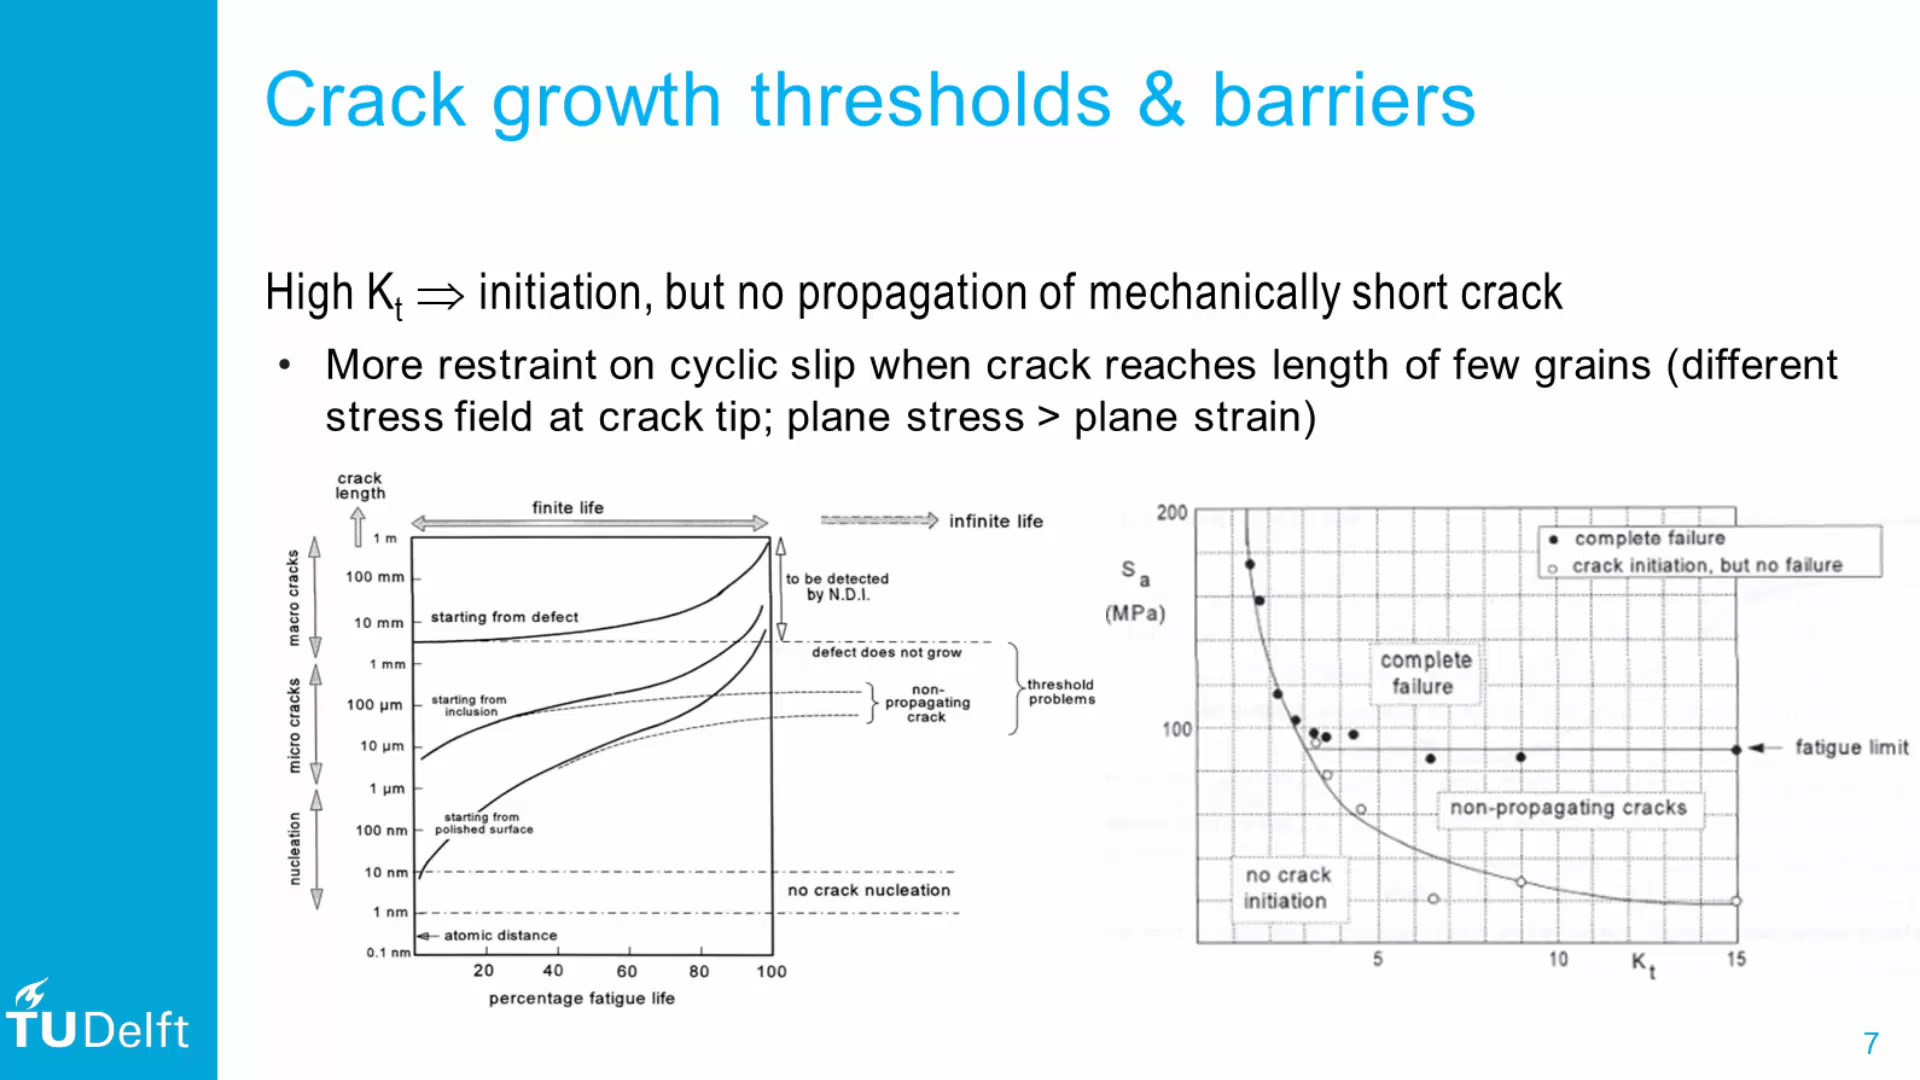 Crack growth thresholds & barriers
High Kt ⇒ initiation, but no propagation of mechanically short crack
• More restraint on cyclic slip when crack reaches length of few grains (different
stress field at crack tip; plane stress > plane strain)
crack
length
finite life
infinite life
1 m
100 mm
10 mm
1 mm
100 µm
10 µm
1 µm
100 nm
10 nm
1 nm
0.1 nm
macro cracks
micro cracks
nucleation
starting from defect
starting from
inclusion
starting from
polished surface
atomic distance
to be detected
by N.D.I.
defect does not grow
non-
propagating
crack
threshold
problems
no crack nucleation
20 40 60 80 100
percentage fatigue life
200
Sa
(MPa)
100
complete failure
crack initiation, but no failure
complete
failure
fatigue limit
non-propagating cracks
no crack
initiation
5 10 Kt 15
TUDelft
7